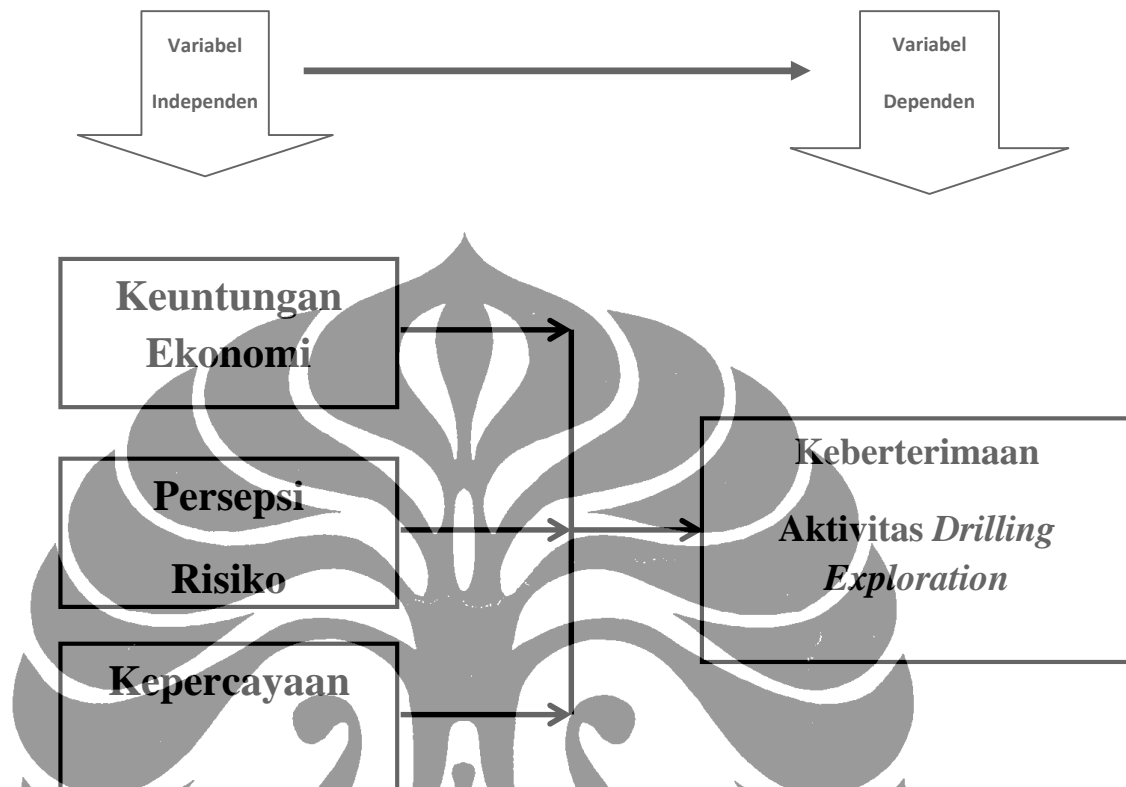 Variabel
Independen
Variabel
Dependen
Keuntungan
Ekonomi
Persepsi
Risiko
Kepercayaan
Keberterimaan
Aktivitas Drilling
Exploration